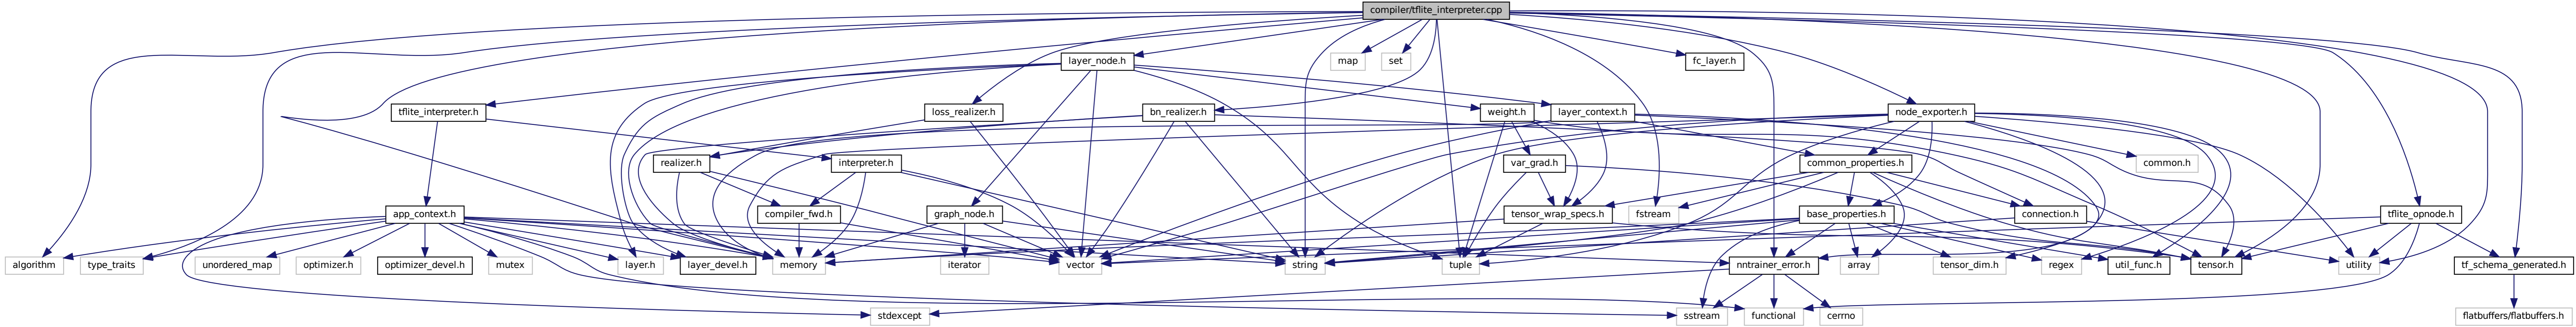 compiler/tflite_interpreter.cpp
layer_node.h
map
set
fc_layer.h
tflite_interpreter.h
loss_realizer.h
bn_realizer.h
weight.h
layer_context.h
node_exporter.h
realizer.h
interpreter.h
var_grad.h
common_properties.h
common.h
app_context.h
compiler_fwd.h
graph_node.h
tensor_wrap_specs.h
fstream
base_properties.h
connection.h
tflite_opnode.h
algorithm
type_traits
unordered_map
optimizer.h
optimizer_devel.h
mutex
layer.h
layer_devel.h
memory
iterator
vector
string
tuple
nntrainer_error.h
array
tensor_dim.h
regex
util_func.h
tensor.h
utility
tf_schema_generated.h
stdexcept
sstream
functional
cerrno
flatbuffers/flatbuffers.h